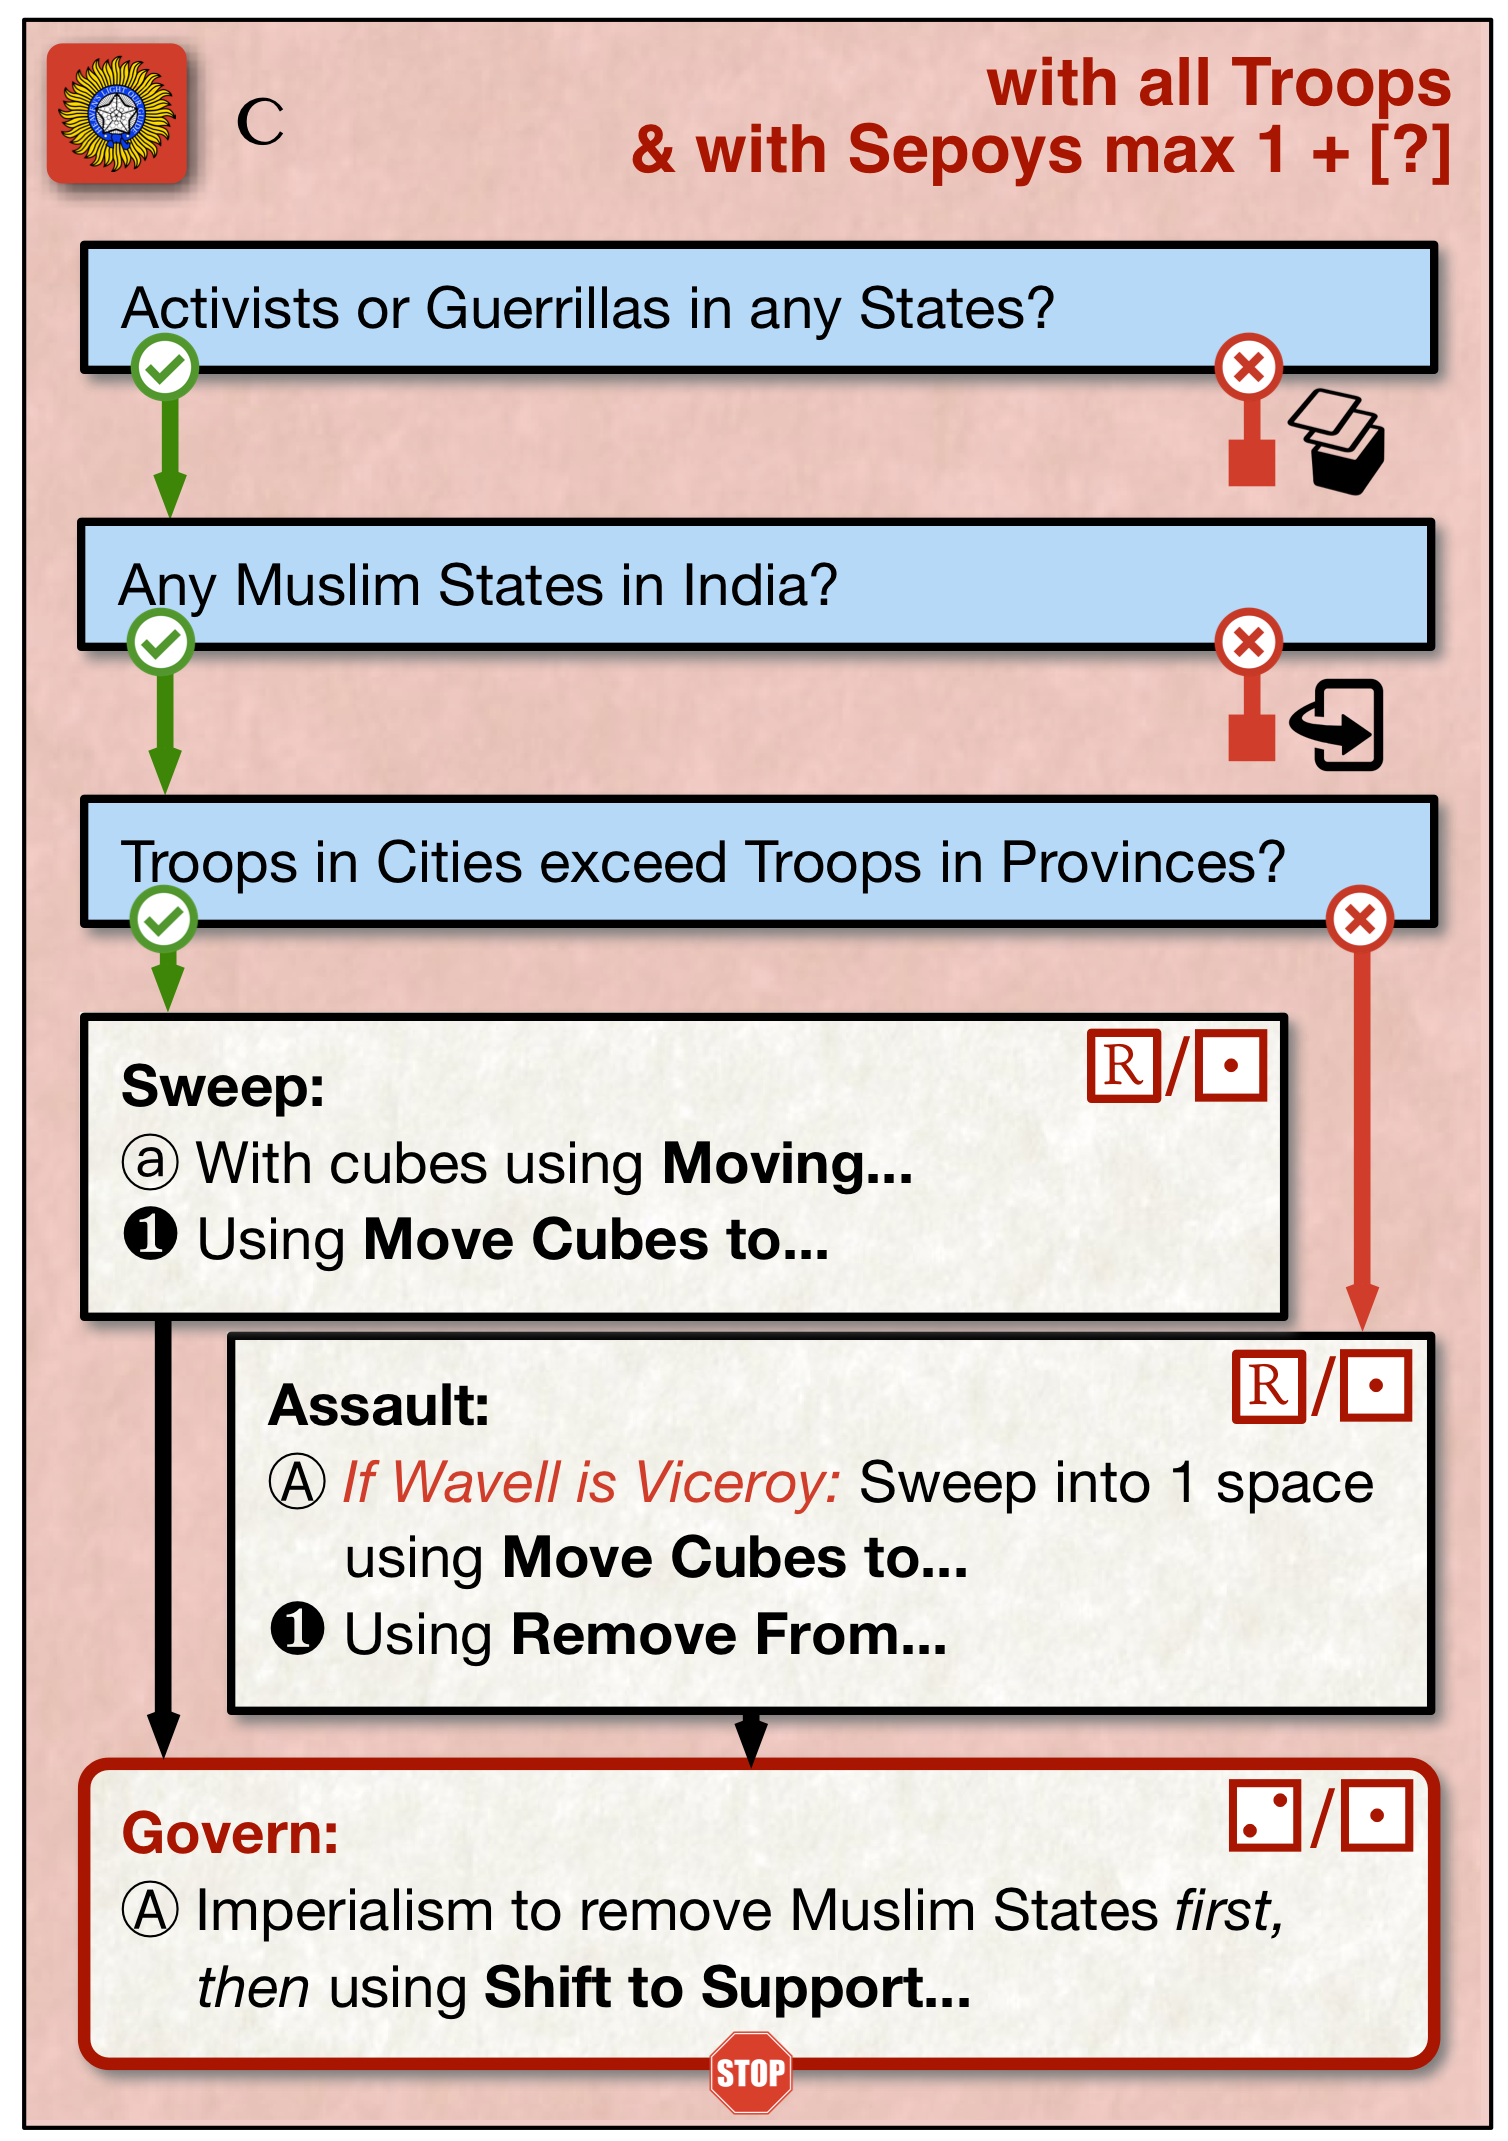 C
with all Troops
& with Sepoys max 1 + [?]
Activists or Guerrillas in any States?
Any Muslim States in India?
Troops in Cities exceed Troops in Provinces?
Sweep: R/
ⓐ With cubes using Moving...
❶ Using Move Cubes to...
Assault: R/
Ⓐ If Wavell is Viceroy: Sweep into 1 space
using Move Cubes to...
❶ Using Remove From...
Govern: /
Ⓐ Imperialism to remove Muslim States first,
then using Shift to Support...
STOP